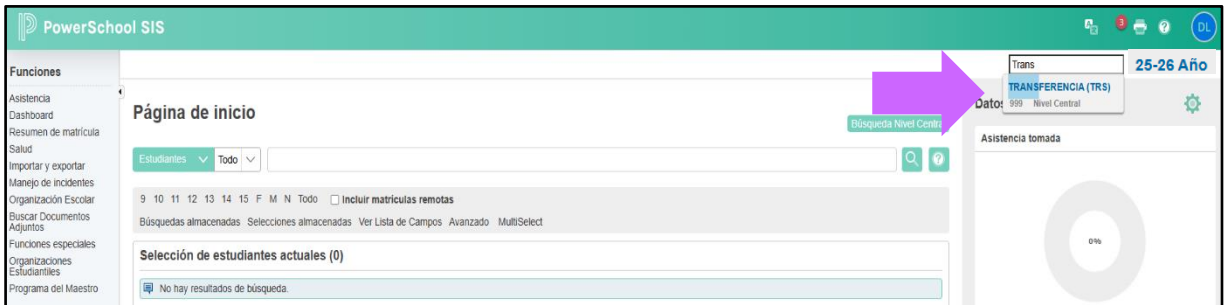 PowerSchool SIS
3
DL
Funciones
Asistencia
Dashboard
Resumen de matrícula
Salud
Importar y exportar
Manejo de incidentes
Organización Escolar
Buscar Documentos
Adjuntos
Funciones especiales
Organizaciones
Estudiantiles
Programa del Maestro
Trans
25-26 Año
TRANSFERENCIA (TRS)
999 Nivel Central
Página de inicio
Búsqueda Nivel Central
Estudiantes Todo
9 10 11 12 13 14 15 F M N Todo Incluir matrículas remotas
Búsquedas almacenadas Selecciones almacenadas Ver Lista de Campos Avanzado MultiSelect
Selección de estudiantes actuales (0)
No hay resultados de búsqueda.
Datos
Asistencia tomada
0%